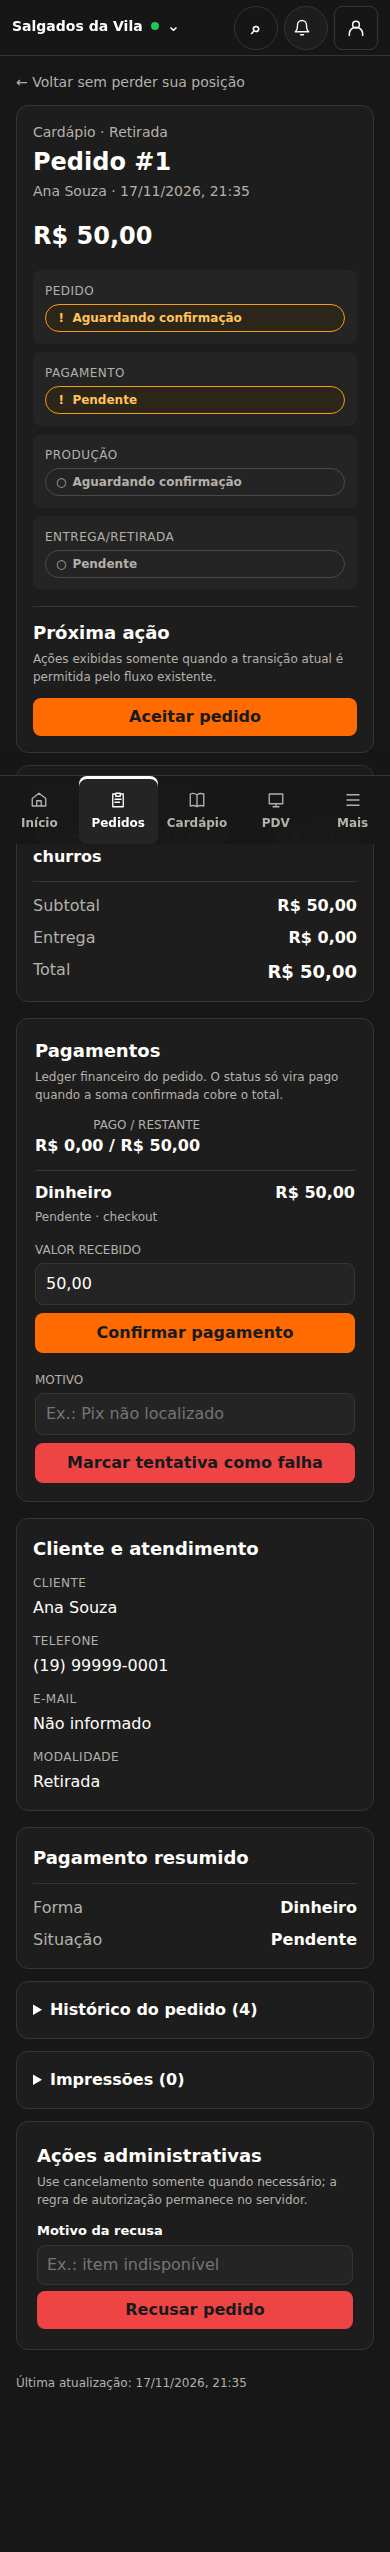 Salgados da Vila
← Voltar sem perder sua posição
Cardápio · Retirada
Pedido #1
Ana Souza · 17/11/2026, 21:35
R$ 50,00
PEDIDO
! Aguardando confirmação
PAGAMENTO
! Pendente
PRODUÇÃO
○ Aguardando confirmação
ENTREGA/RETIRADA
○ Pendente
Próxima ação
Ações exibidas somente quando a transição atual é
permitida pelo fluxo existente.
Aceitar pedido
Início Pedidos Cardápio PDV Mais
churros
Subtotal R$ 50,00
Entrega R$ 0,00
Total R$ 50,00
Pagamentos
Ledger financeiro do pedido. O status só vira pago
quando a soma confirmada cobre o total.
PAGO / RESTANTE
R$ 0,00 / R$ 50,00
Dinheiro R$ 50,00
Pendente · checkout
VALOR RECEBIDO
50,00
Confirmar pagamento
MOTIVO
Ex.: Pix não localizado
Marcar tentativa como falha
Cliente e atendimento
CLIENTE
Ana Souza
TELEFONE
(19) 99999-0001
E-MAIL
Não informado
MODALIDADE
Retirada
Pagamento resumido
Forma Dinheiro
Situação Pendente
▶ Histórico do pedido (4)
▶ Impressões (0)
Ações administrativas
Use cancelamento somente quando necessário; a
regra de autorização permanece no servidor.
Motivo da recusa
Ex.: item indisponível
Recusar pedido
Última atualização: 17/11/2026, 21:35